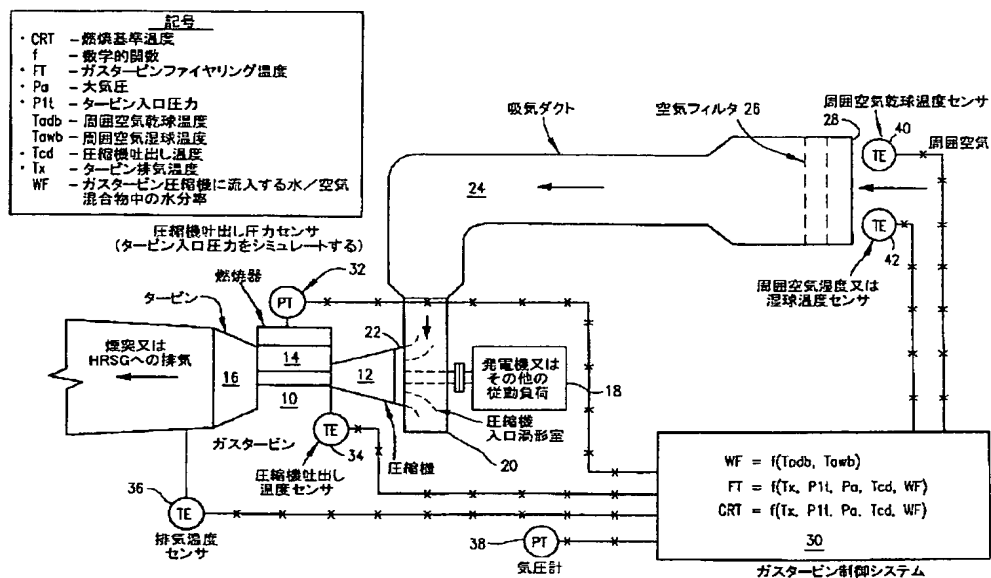 記号
・CRT －燃焼基準温度
f －数学的関数
・FT －ガスタービンファイヤリング温度
・Pa －大気圧
・P1t －タービン入口圧力
Tadb－周囲空気乾球温度
Tawb－周囲空気湿球温度
・Tcd －圧縮機吐出し温度
・Tx －タービン排気温度
WF －ガスタービン圧縮機に流入する水／空気
混合物中の水分率
吸気ダクト
空気フィルタ 26
28
周囲空気乾球温度センサ
40
TE
周囲空気
24
TE
42
周囲空気湿度又は
湿球温度センサ
圧縮機吐出し圧力センサ
(タービン入口圧力をシミュレートする)
燃焼器
32
PT
タービン
22
煙突又は
HRSGへの排気
14
16
12
10
発電機又は
その他の
従動負荷
18
圧縮機
入口渦形室
ガスタービン
TE
34
圧縮機
20
圧縮機吐出し
温度センサ
36
TE
排気温度
センサ
38
PT
気圧計
WF = f(Tadb, Tawb)
FT = f(Tx, P1t, Pa, Tcd, WF)
CRT = f(Tx, P1t, Pa, Tcd, WF)
30
ガスタービン制御システム